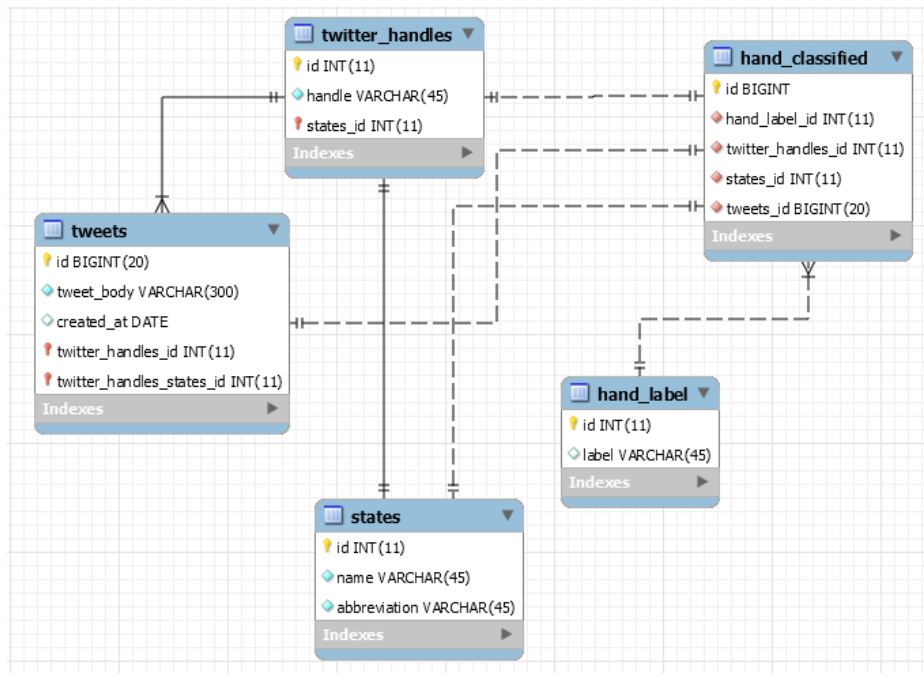 twitter_handles
id INT(11)
handle VARCHAR(45)
states_id INT(11)
Indexes
hand_classified
id BIGINT
hand_label_id INT(11)
twitter_handles_id INT(11)
states_id INT(11)
tweets_id BIGINT(20)
Indexes
tweets
id BIGINT(20)
tweet_body VARCHAR(300)
created_at DATE
twitter_handles_id INT(11)
twitter_handles_states_id INT(11)
Indexes
hand_label
id INT(11)
label VARCHAR(45)
Indexes
states
id INT(11)
name VARCHAR(45)
abbreviation VARCHAR(45)
Indexes